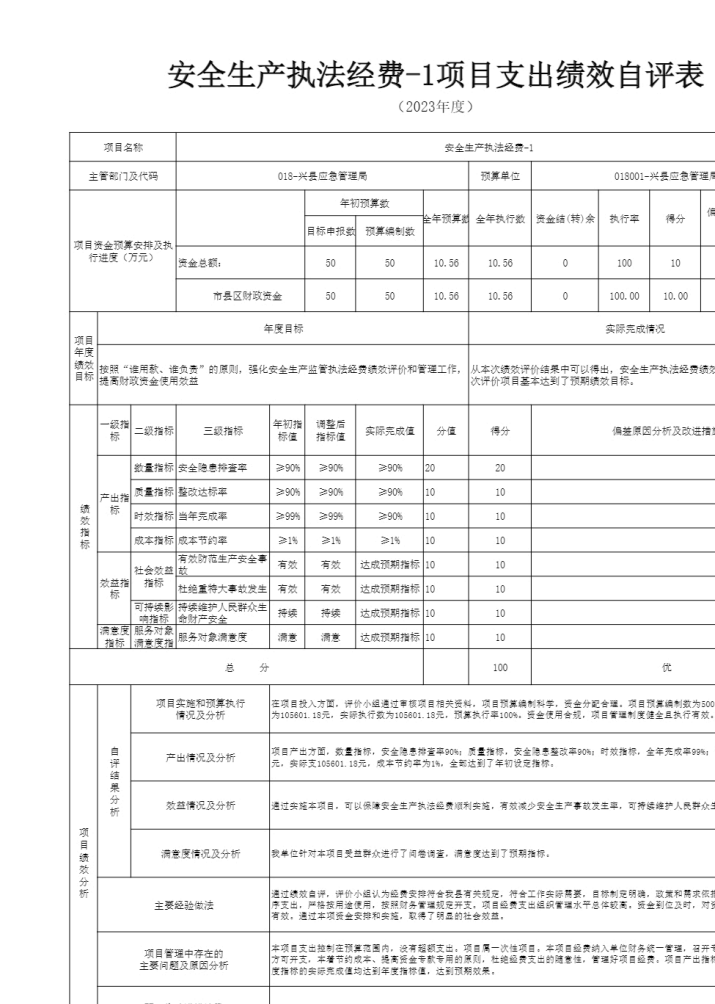 安全生产执法经费-1项目支出绩效自评表
（2023年度）
项目名称 安全生产执法经费-1
主管部门及代码 018-兴县应急管理局 预算单位 018001-兴县应急管理局
项目资金预算安排及执行进度（万元） 年初预算数 全年预算数 全年执行数 资金结(转)余 执行率 得分
目标申报数 预算编制数
资金总额： 50 50 10.56 10.56 0 100 10
市县区财政资金 50 50 10.56 10.56 0 100.00 10.00
项目年度绩效目标 年度目标 实际完成情况
按照“谁用款、谁负责”的原则，强化安全生产监管执法经费绩效评价和管理工作， 从本次绩效评价结果中可以得出，安全生产执法经费绩效
提高财政资金使用效益 次评价项目基本达到了预期绩效目标。
绩效指标 一级指标 二级指标 三级指标 年初指标值 调整后指标值 实际完成值 分值 得分 偏差原因分析及改进措
产出指标 数量指标 安全隐患排查率 ≥90% ≥90% ≥90% 20 20
质量指标 整改达标率 ≥90% ≥90% ≥90% 10 10
时效指标 当年完成率 ≥99% ≥99% ≥90% 10 10
成本指标 成本节约率 ≥1% ≥1% ≥1% 10 10
效益指标 社会效益指标 有效防范生产安全事故 有效 有效 达成预期指标 10 10
杜绝重特大事故发生 有效 有效 达成预期指标 10 10
可持续影响指标 持续维护人民群众生命财产安全 持续 持续 达成预期指标 10 10
满意度指标 服务对象满意度指 服务对象满意度 满意 满意 达成预期指标 10 10
总 分 100 优
项目绩效分析 自评结果分析 项目实施和预算执行情况及分析 在项目投入方面，评价小组通过审核项目相关资料，项目预算编制科学，资金分配合理。项目预算编制数为500
为105601.18元，实际执行数为105601.18元，预算执行率100%。资金使用合规，项目管理制度健全且执行有效。
产出情况及分析 项目产出方面，数量指标，安全隐患排查率90%；质量指标，安全隐患整改率90%；时效指标，全年完成率99%；
元，实际支105601.18元，成本节约率为1%，全部达到了年初设定指标。
效益情况及分析 通过实施本项目，可以保障安全生产执法经费顺利实施，有效减少安全生产事故发生率，可持续维护人民群众
满意度情况及分析 我单位针对本项目受益群众进行了问卷调查，满意度达到了预期指标。
主要经验做法 通过绩效自评，评价小组认为经费安排符合我县有关规定，符合工作实际需要，目标制定明确，政策和需求依据
序支出，严格按用途使用，按照财务管理规定开支。项目经费支出组织管理水平总体较高，资金到位及时，对资
有效。通过本项资金安排和实施，取得了明显的社会效益。
项目管理中存在的主要问题及原因分析 本项目支出控制在预算范围内，没有超额支出。项目属一次性项目。本项目经费纳入单位财务统一管理，召开专
方可开支，本着节约成本、提高资金专款专用的原则，杜绝经费支出的随意性，管理好项目经费。项目产出指标
度指标的实际完成值均达到年度指标值，达到预期效果。